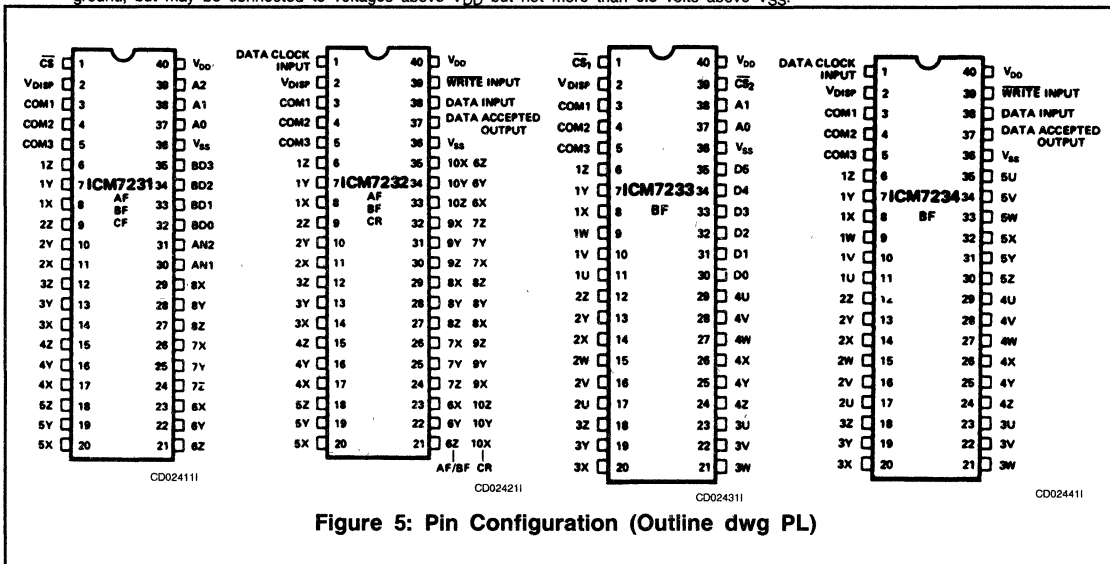 ground, but may be connected to voltages above VDD but not more than 6.5 volts above VSS.
CS 1 40 VDD
VDISP 2 39 A2
COM1 3 38 A1
COM2 4 37 A0
COM3 5 36 VSS
1Z 6 35 BD3
1Y 7 ICM7231 34 BD2
1X 8 AF 33 BD1
2Z 9 BF CF 32 BD0
2Y 10 31 AN2
2X 11 30 AN1
3Z 12 29 8X
3Y 13 28 8Y
3X 14 27 8Z
4Z 15 26 7X
4Y 16 25 7Y
4X 17 24 7Z
5Z 18 23 6X
5Y 19 22 6Y
5X 20 21 6Z
CD02411I
DATA CLOCK INPUT 1 40 VDD
VDISP 2 39 WRITE INPUT
COM1 3 38 DATA INPUT
COM2 4 37 DATA ACCEPTED OUTPUT
COM3 5 36 VSS
1Z 6 35 10X 6Z
1Y 7 ICM7232 34 10Y 6Y
1X 8 AF 33 10Z 6X
2Z 9 BF CR 32 9X 7Z
2Y 10 31 9Y 7Y
2X 11 30 9Z 7X
3Z 12 29 8X 8Z
3Y 13 28 8Y 8Y
3X 14 27 8Z 8X
4Z 15 26 7X 9Z
4Y 16 25 7Y 9Y
4X 17 24 7Z 9X
5Z 18 23 6X 10Z
5Y 19 22 6Y 10Y
5X 20 21 6Z 10X
AF/BF CR
CD02421I
CS1 1 40 VDD
VDISP 2 39 CS2
COM1 3 38 A1
COM2 4 37 A0
COM3 5 36 VSS
1Z 6 35 D5
1Y 7 ICM7233 34 D4
1X 8 BF 33 D3
1W 9 32 D2
1V 10 31 D1
1U 11 30 D0
2Z 12 29 4U
2Y 13 28 4V
2X 14 27 4W
2W 15 26 4X
2V 16 25 4Y
2U 17 24 4Z
3Z 18 23 3U
3Y 19 22 3V
3X 20 21 3W
CD02431I
DATA CLOCK INPUT 1 40 VDD
VDISP 2 39 WRITE INPUT
COM1 3 38 DATA INPUT
COM2 4 37 DATA ACCEPTED OUTPUT
COM3 5 36 VSS
1Z 6 35 5U
1Y 7 ICM7234 34 5V
1X 8 BF 33 5W
1W 9 32 5X
1V 10 31 5Y
1U 11 30 5Z
2Z 12 29 4U
2Y 13 28 4V
2X 14 27 4W
2W 15 26 4X
2V 16 25 4Y
2U 17 24 4Z
3Z 18 23 3U
3Y 19 22 3V
3X 20 21 3W
CD02441I
Figure 5: Pin Configuration (Outline dwg PL)